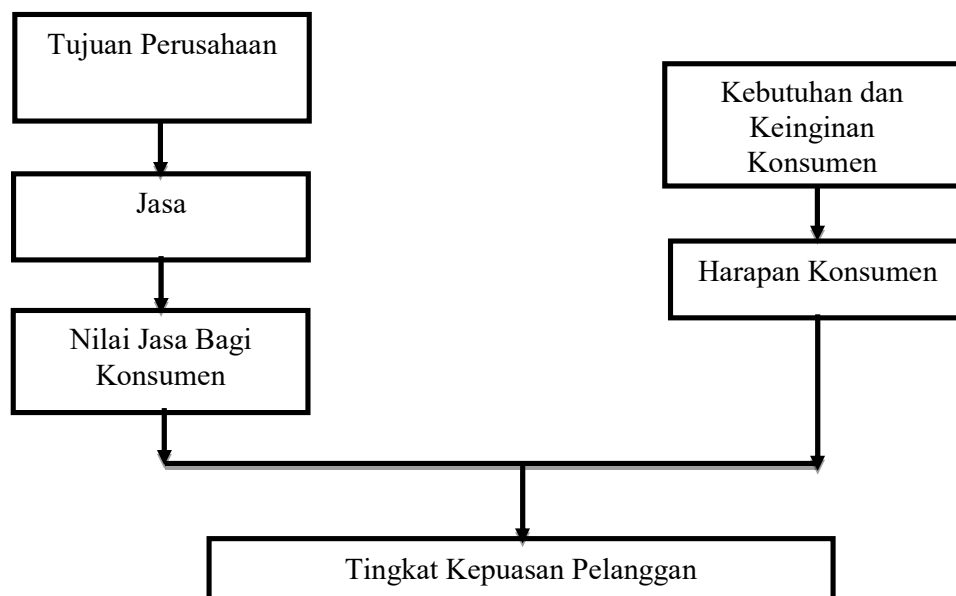 Tujuan Perusahaan
Kebutuhan dan
Keinginan
Konsumen
Jasa
Harapan Konsumen
Nilai Jasa Bagi
Konsumen
Tingkat Kepuasan Pelanggan